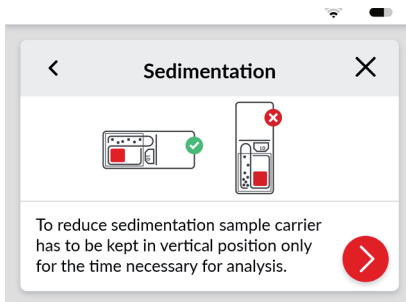 Sedimentation
To reduce sedimentation sample carrier
has to be kept in vertical position only
for the time necessary for analysis.